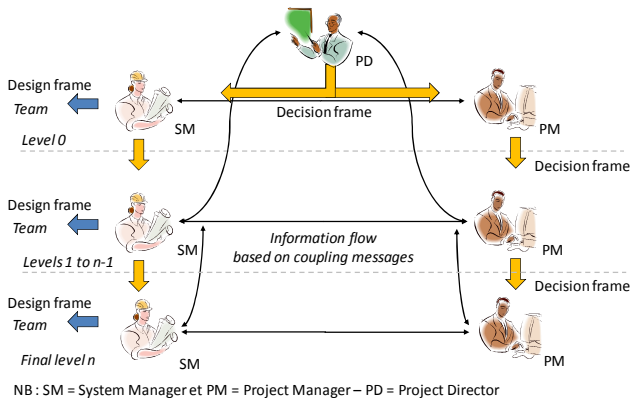 PD
Design frame
Team
SM
Decision frame
PM
Level 0
Decision frame
Design frame
Team
SM
Information flow
based on coupling messages
PM
Levels 1 to n-1
Decision frame
Design frame
Team
SM
PM
Final level n
NB : SM = System Manager et PM = Project Manager – PD = Project Director